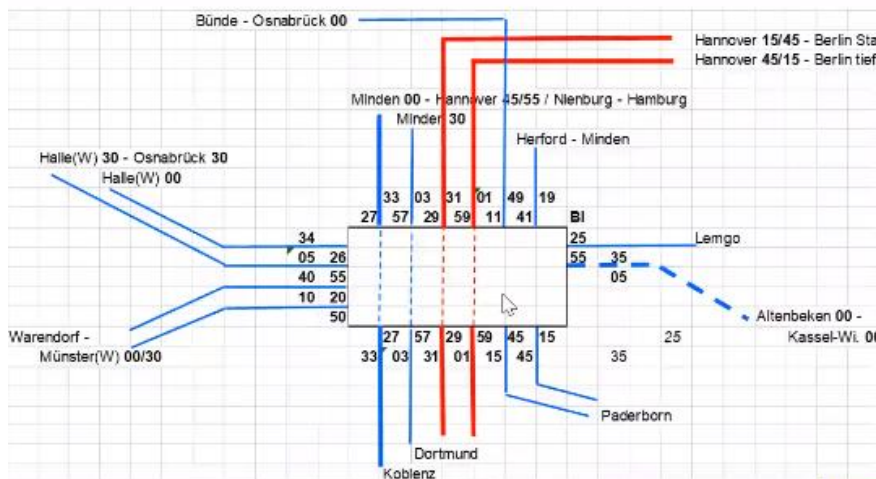 Bünde - Osnabrück 00
Hannover 15/45 - Berlin Sta
Hannover 45/15 - Berlin tief
Minden 00 - Hannover 45/55 / Nienburg - Hamburg
Minden 30
Herford - Minden
Halle(W) 30 - Osnabrück 30
Halle(W) 00
33 03 31 01 49 19
27 57 29 59 11 41 BI
34 25 Lemgo
05 26 55 35
40 55 05
10 20
50
Altenbeken 00 -
Kassel-Wi. 00
Warendorf -
Münster(W) 00/30
27 57 29 59 45 15 25
33 03 31 01 15 45 35
Paderborn
Dortmund
Koblenz